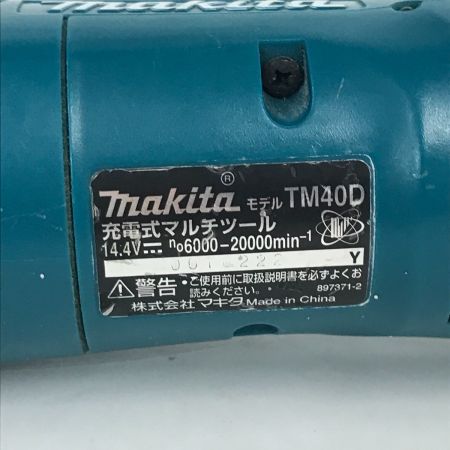 makita
makita ® モデル TM40D
充電式マルチツール
14.4V⎓ n₀6000-20000min-1
Y
⚠警告・ご使用前に取扱説明書を必ずよくお
読みください。 897371-2
株式会社 マキタ Made in China